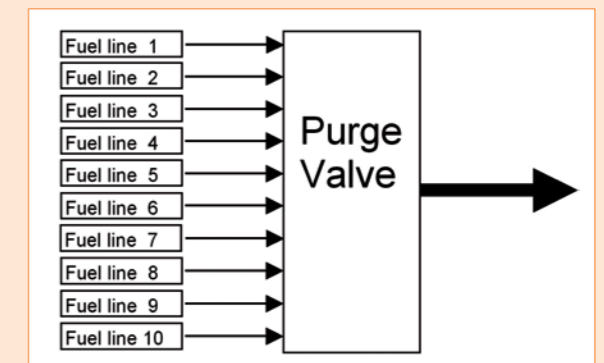 Fuel line 1
Fuel line 2
Fuel line 3
Fuel line 4
Fuel line 5
Fuel line 6
Fuel line 7
Fuel line 8
Fuel line 9
Fuel line 10
Purge
Valve